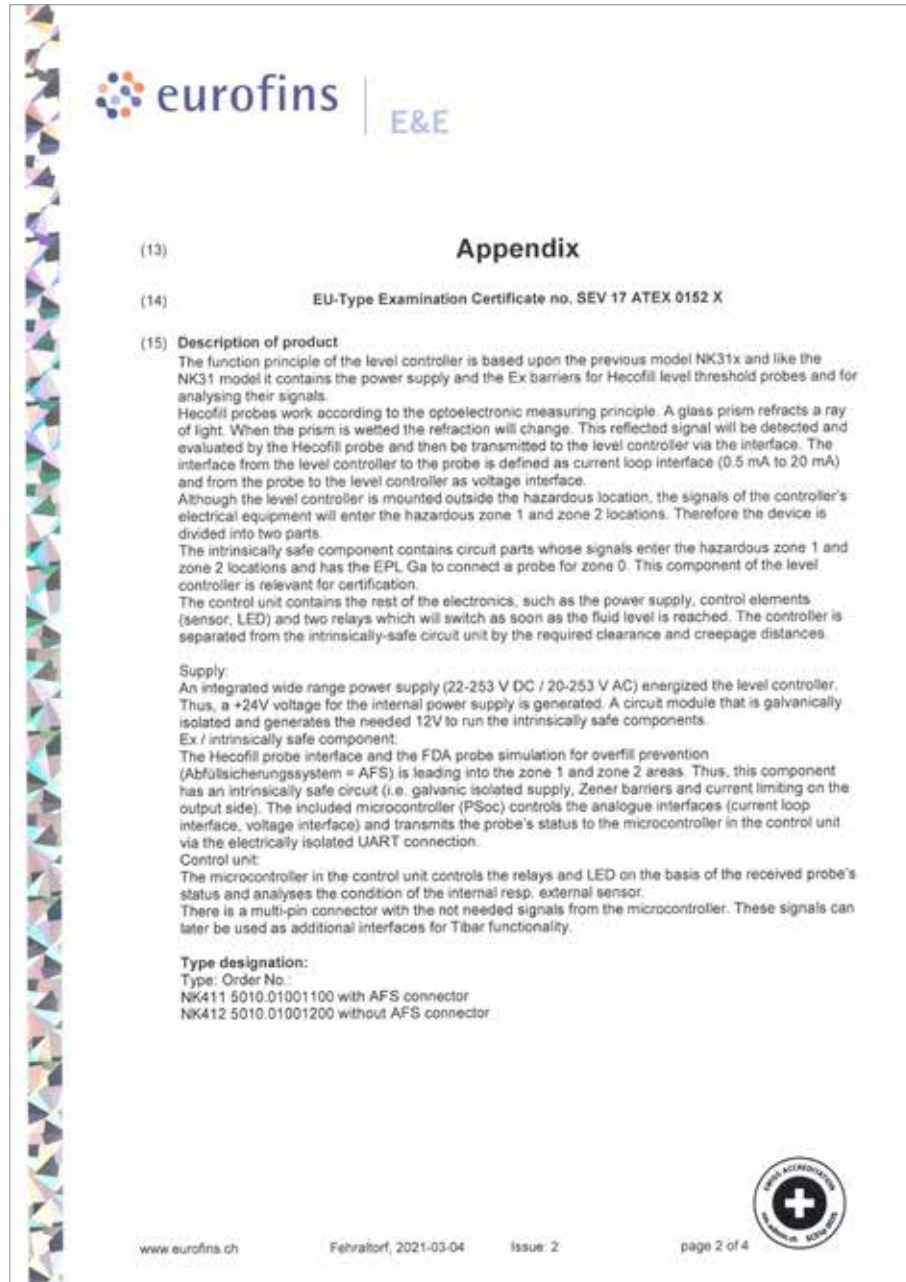 eurofins
E&E
(13) Appendix
(14) EU-Type Examination Certificate no. SEV 17 ATEX 0152 X
(15) Description of product
The function principle of the level controller is based upon the previous model NK31x and like the
NK31 model it contains the power supply and the Ex barriers for Hecofill level threshold probes and for
analysing their signals.
Hecofill probes work according to the optoelectronic measuring principle. A glass prism refracts a ray
of light. When the prism is wetted the refraction will change. This reflected signal will be detected and
evaluated by the Hecofill probe and then be transmitted to the level controller via the interface. The
interface from the level controller to the probe is defined as current loop interface (0.5 mA to 20 mA)
and from the probe to the level controller as voltage interface.
Although the level controller is mounted outside the hazardous location, the signals of the controller's
electrical equipment will enter the hazardous zone 1 and zone 2 locations. Therefore the device is
divided into two parts.
The intrinsically safe component contains circuit parts whose signals enter the hazardous zone 1 and
zone 2 locations and has the EPL Ga to connect a probe for zone 0. This component of the level
controller is relevant for certification.
The control unit contains the rest of the electronics, such as the power supply, control elements
(sensor, LED) and two relays which will switch as soon as the fluid level is reached. The controller is
separated from the intrinsically-safe circuit unit by the required clearance and creepage distances.
Supply:
An integrated wide range power supply (22-253 V DC / 20-253 V AC) energized the level controller.
Thus, a +24V voltage for the internal power supply is generated. A circuit module that is galvanically
isolated and generates the needed 12V to run the intrinsically safe components.
Ex / intrinsically safe component:
The Hecofill probe interface and the FDA probe simulation for overfill prevention
(Abfüllsicherungssystem = AFS) is leading into the zone 1 and zone 2 areas. Thus, this component
has an intrinsically safe circuit (i.e. galvanic isolated supply, Zener barriers and current limiting on the
output side). The included microcontroller (PSoc) controls the analogue interfaces (current loop
interface, voltage interface) and transmits the probe's status to the microcontroller in the control unit
via the electrically isolated UART connection.
Control unit:
The microcontroller in the control unit controls the relays and LED on the basis of the received probe's
status and analyses the condition of the internal resp. external sensor.
There is a multi-pin connector with the not needed signals from the microcontroller. These signals can
later be used as additional interfaces for Tibar functionality.
Type designation:
Type: Order No.:
NK411 5010.01001100 with AFS connector
NK412 5010.01001200 without AFS connector
SWISS ACCREDITATION
www.eurofins.ch Fehraltorf, 2021-03-04 Issue: 2 page 2 of 4